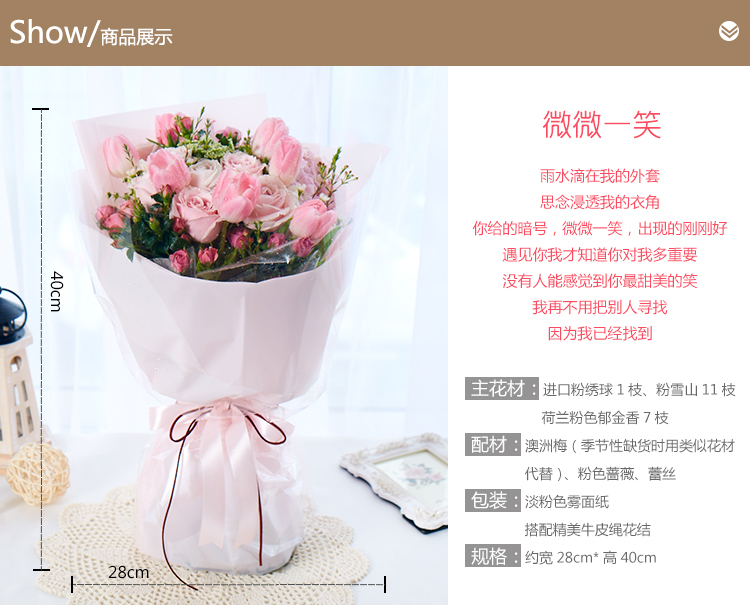 Show/商品展示
40cm
28cm
微微一笑
雨水滴在我的外套
思念浸透我的衣角
你给的暗号，微微一笑，出现的刚刚好
遇见你我才知道你对我多重要
没有人能感觉到你最甜美的笑
我再不用把别人寻找
因为我已经找到
主花材：进口粉绣球 1 枝、粉雪山 11 枝
荷兰粉色郁金香 7 枝
配材：澳洲梅（季节性缺货时用类似花材
代替）、粉色蔷薇、蕾丝
包装：淡粉色雾面纸
搭配精美牛皮绳花结
规格：约宽 28cm* 高 40cm